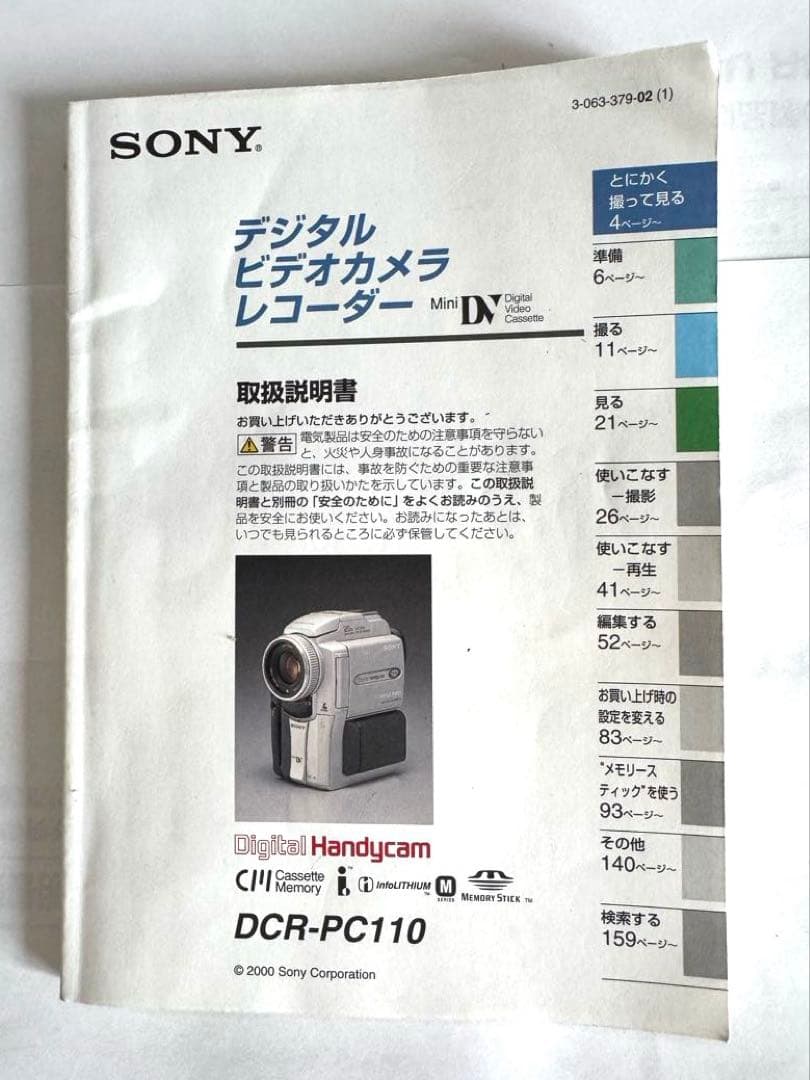 3-063-379-02 (1)
SONY®
デジタル
ビデオカメラ
レコーダー
Mini DV Digital
Video
Cassette
取扱説明書
お買い上げいただきありがとうございます。
警告 電気製品は安全のための注意事項を守らない
と、火災や人身事故になることがあります。
この取扱説明書には、事故を防ぐための重要な注意事
項と製品の取り扱いかたを示しています。この取扱説
明書と別冊の「安全のために」をよくお読みのうえ、製
品を安全にお使いください。お読みになったあとは、
いつでも見られるところに必ず保管してください。
SONY
SONY
Digital Handycam
CM Cassette
Memory
i™
i InfoLITHIUM™ M
SERIES
MEMORY STICK™
DCR-PC110
© 2000 Sony Corporation
とにかく
撮って見る
4ページ〜
準備
6ページ〜
撮る
11ページ〜
見る
21ページ〜
使いこなす
ー撮影
26ページ〜
使いこなす
ー再生
41ページ〜
編集する
52ページ〜
お買い上げ時の
設定を変える
83ページ〜
"メモリース
ティック"を使う
93ページ〜
その他
140ページ〜
検索する
159ページ〜